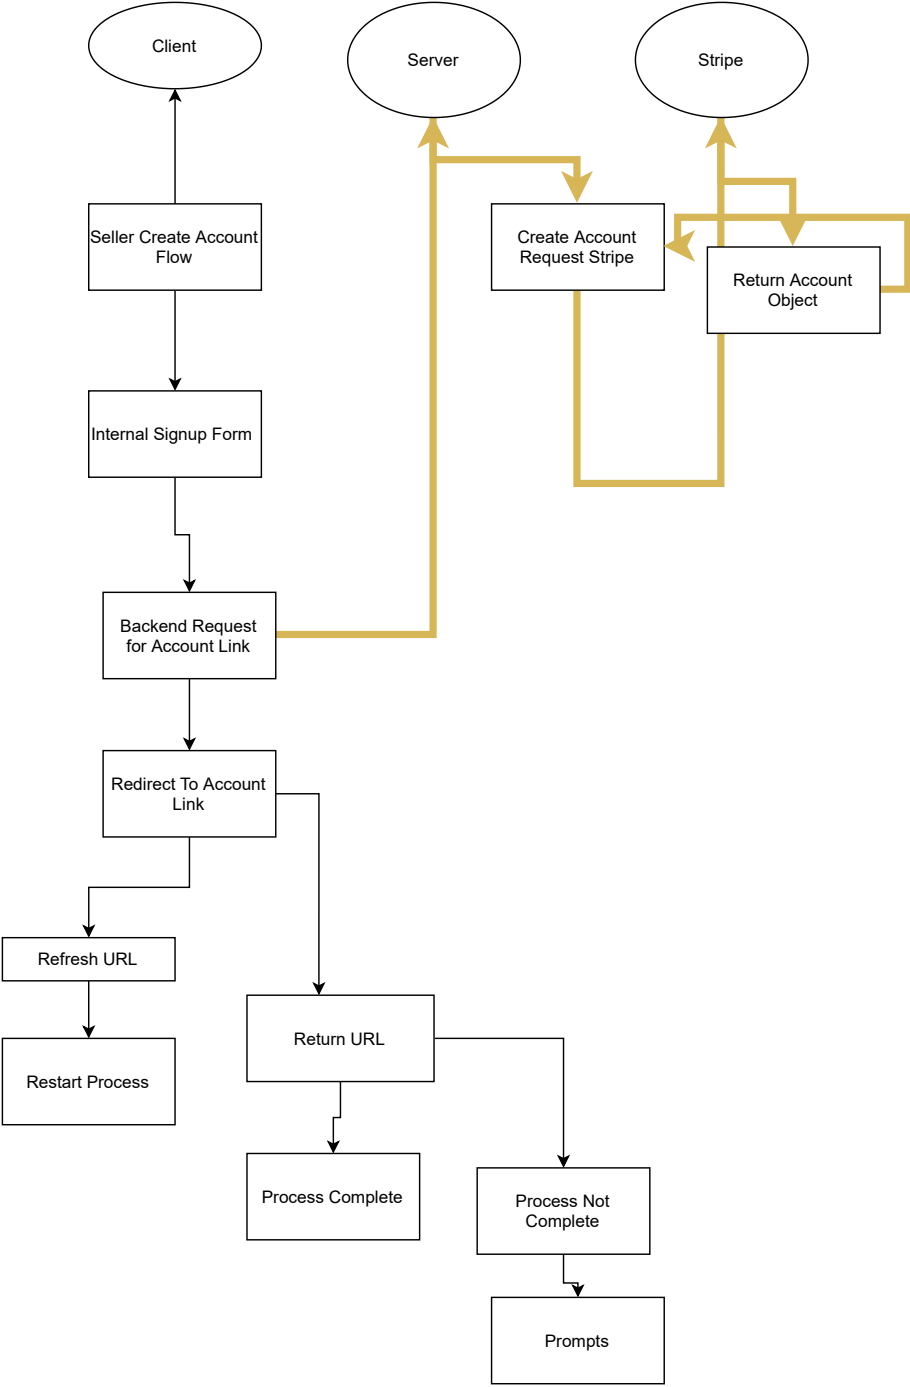 Client
Server
Stripe
Seller Create Account
Flow
Create Account
Request Stripe
Return Account
Object
Internal Signup Form
Backend Request
for Account Link
Redirect To Account
Link
Refresh URL
Return URL
Restart Process
Process Complete
Process Not
Complete
Prompts